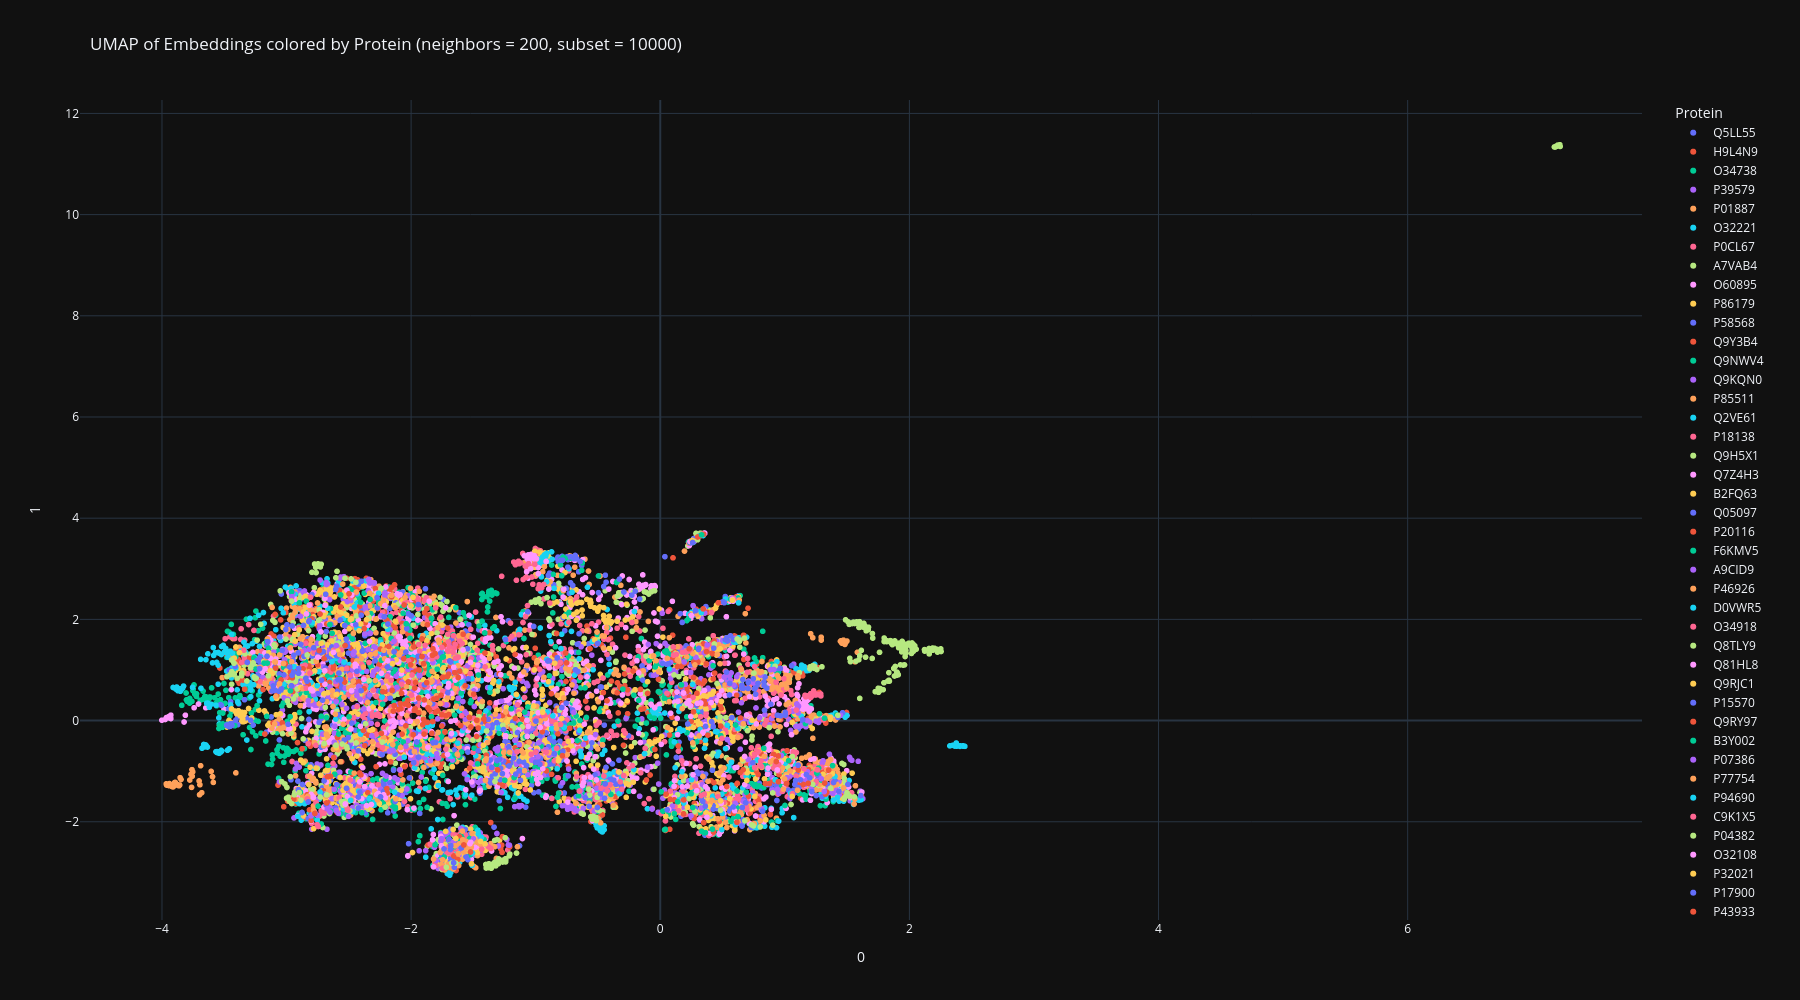 UMAP of Embeddings colored by Protein (neighbors = 200, subset = 10000)
12
10
8
6
4
2
0
−2
1
−4
−2
0
2
4
6
0
Protein
Q5LL55
H9L4N9
O34738
P39579
P01887
O32221
P0CL67
A7VAB4
O60895
P86179
P58568
Q9Y3B4
Q9NWV4
Q9KQN0
P85511
Q2VE61
P18138
Q9H5X1
Q7Z4H3
B2FQ63
Q05097
P20116
F6KMV5
A9CID9
P46926
D0VWR5
O34918
Q8TLY9
Q81HL8
Q9RJC1
P15570
Q9RY97
B3Y002
P07386
P77754
P94690
C9K1X5
P04382
O32108
P32021
P17900
P43933